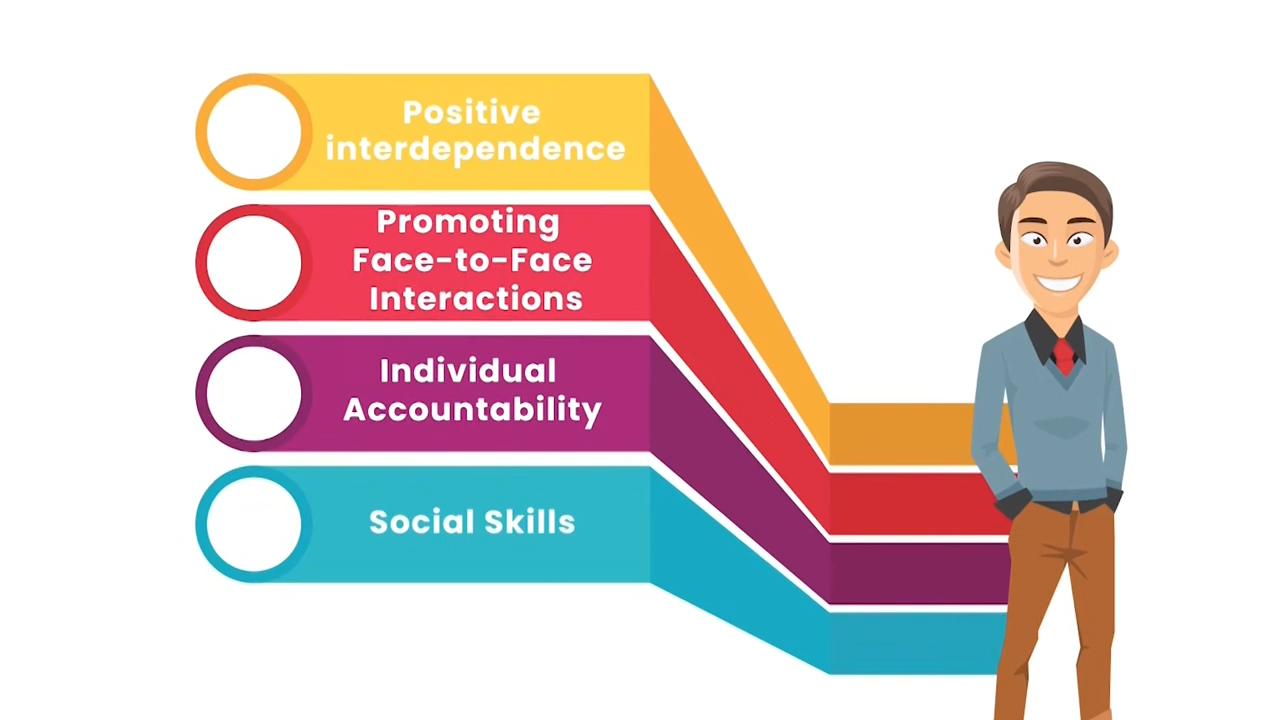 Positive
interdependence
Promoting
Face-to-Face
Interactions
Individual
Accountability
Social Skills